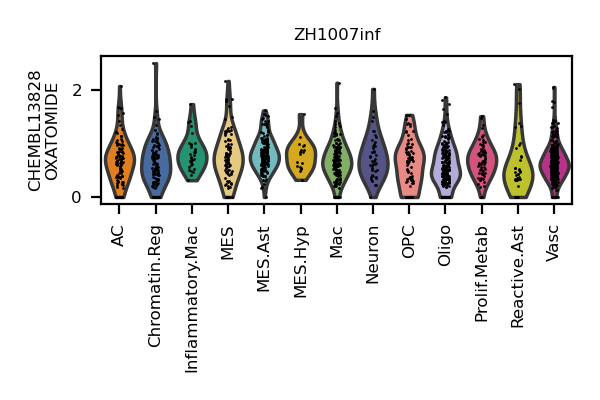 ZH1007inf
CHEMBL13828
OXATOMIDE
2
0
AC
Chromatin.Reg
Inflammatory.Mac
MES
MES.Ast
MES.Hyp
Mac
Neuron
OPC
Oligo
Prolif.Metab
Reactive.Ast
Vasc